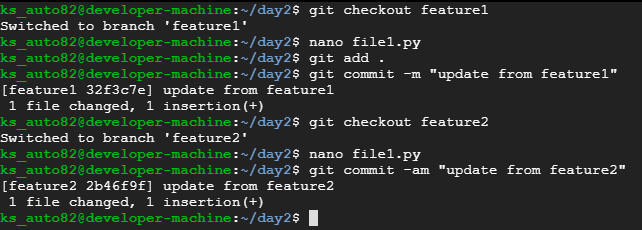 ks_auto82@developer-machine:~/day2$ git checkout feature1
Switched to branch 'feature1'
ks_auto82@developer-machine:~/day2$ nano file1.py
ks_auto82@developer-machine:~/day2$ git add .
ks_auto82@developer-machine:~/day2$ git commit -m "update from feature1"
[feature1 32f3c7e] update from feature1
 1 file changed, 1 insertion(+)
ks_auto82@developer-machine:~/day2$ git checkout feature2
Switched to branch 'feature2'
ks_auto82@developer-machine:~/day2$ nano file1.py
ks_auto82@developer-machine:~/day2$ git commit -am "update from feature2"
[feature2 2b46f9f] update from feature2
 1 file changed, 1 insertion(+)
ks_auto82@developer-machine:~/day2$